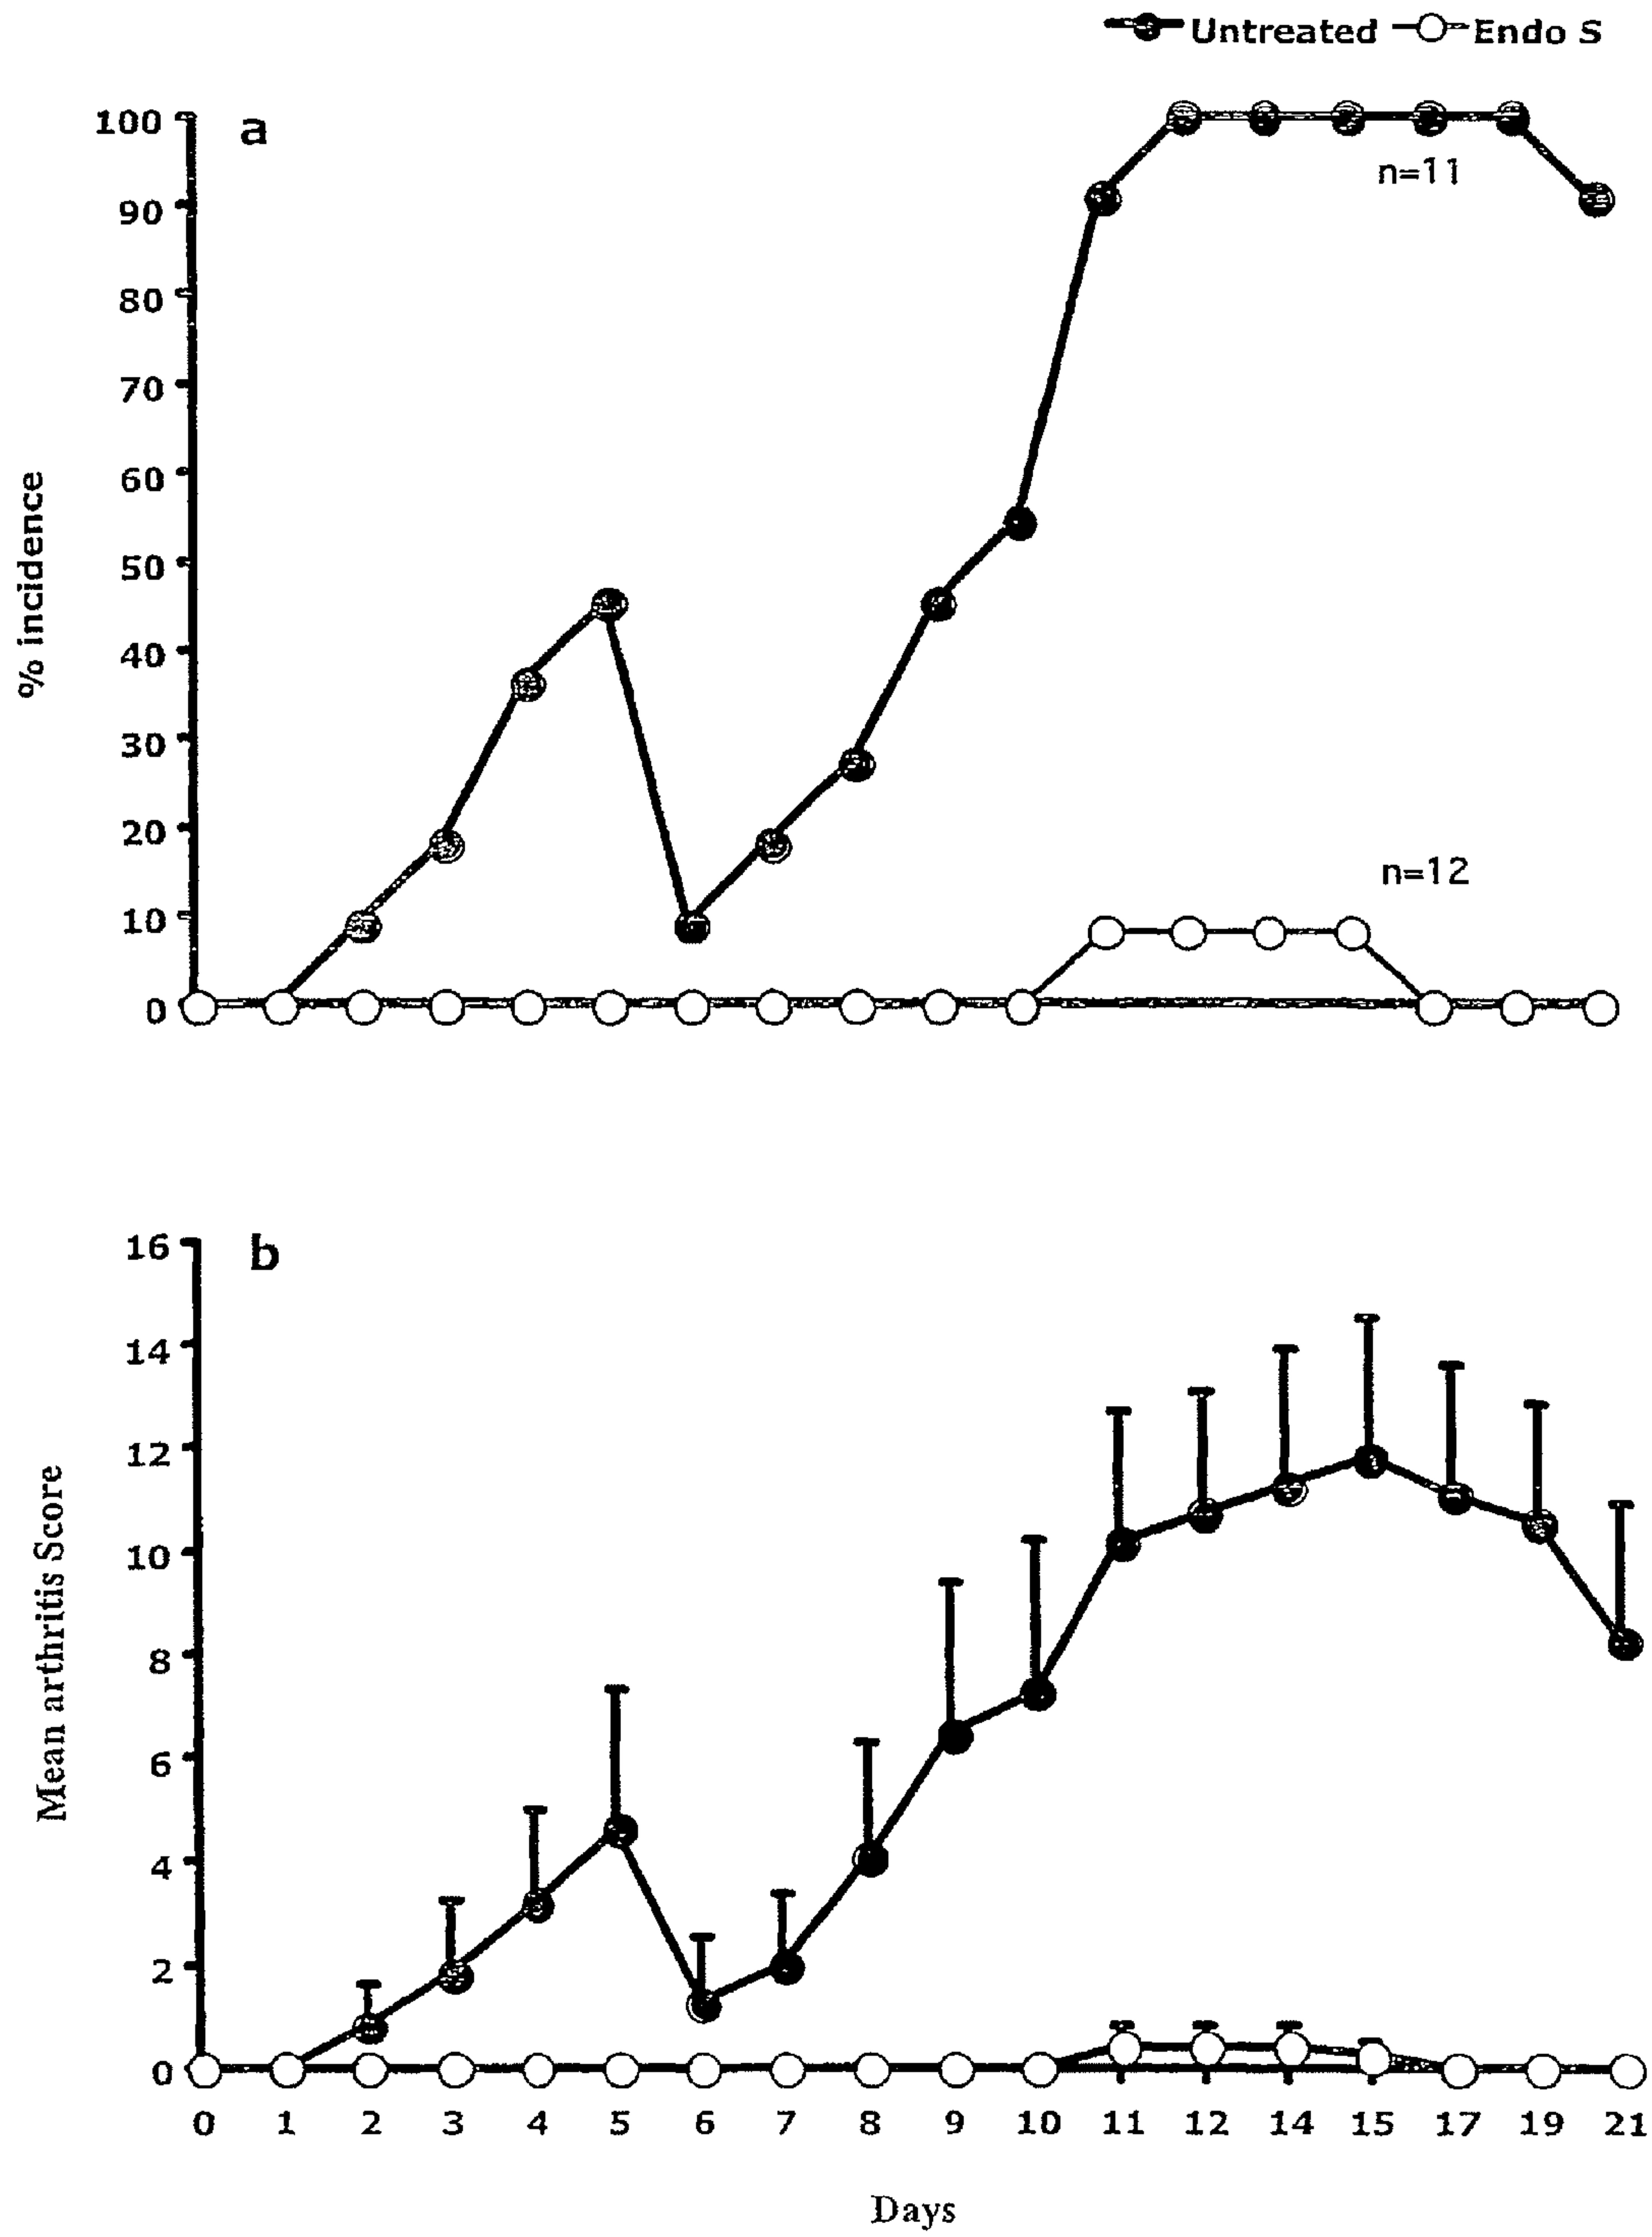 Untreated Endo S
a
100
90
80
70
60
50
40
30
20
10
0
% incidence
n=11
n=12
b
16
14
12
10
8
6
4
2
0
Mean arthritis Score
0 1 2 3 4 5 6 7 8 9 10 11 12 14 15 17 19 21
Days